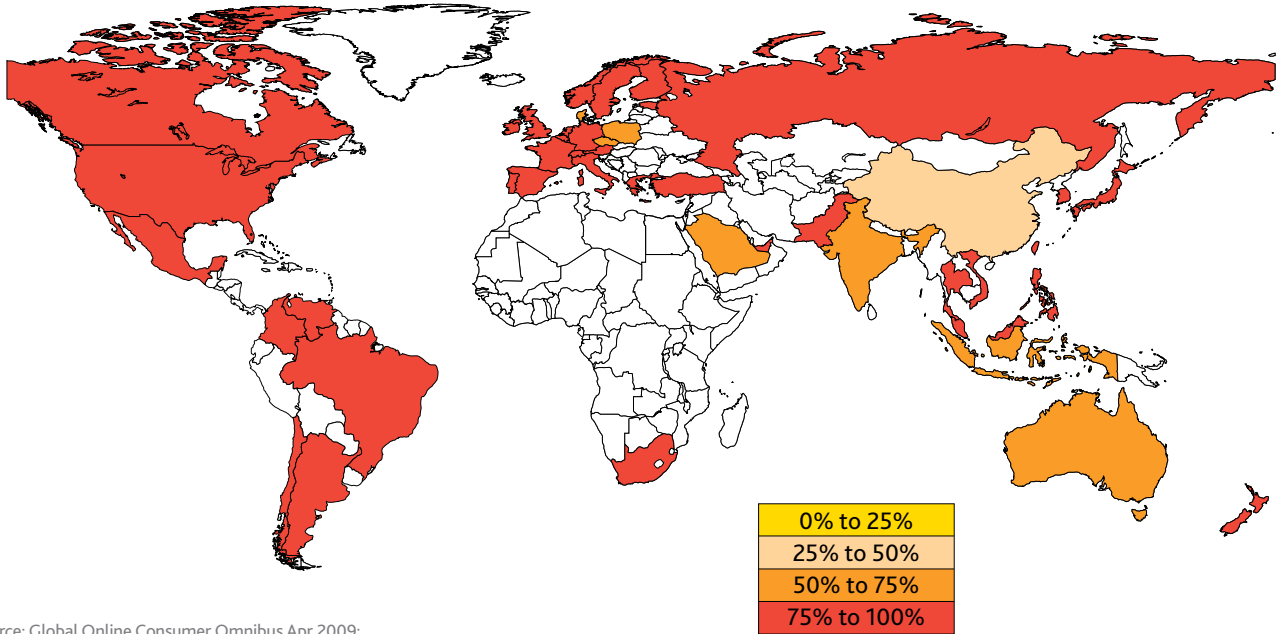 0% to 25%
25% to 50%
50% to 75%
75% to 100%
Global Online Consumer Omnibus Apr 2009;